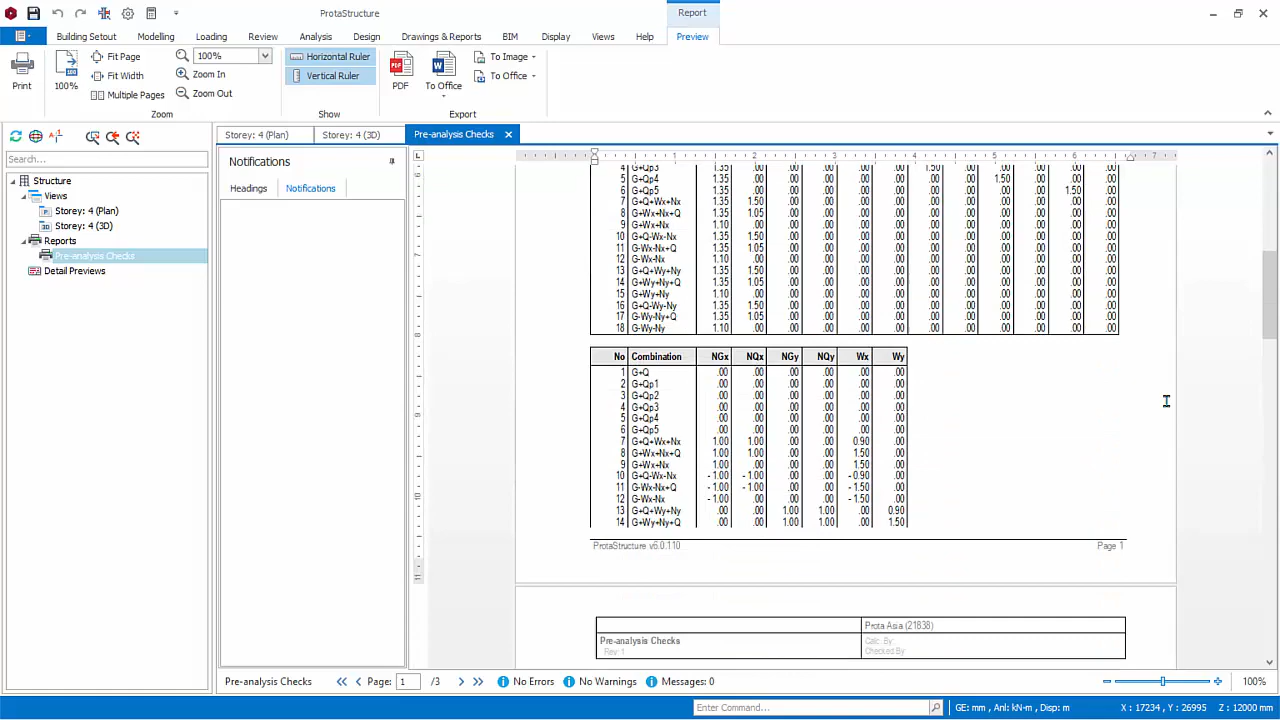 ProtaStructure
Report
Building Setout Modelling Loading Review Analysis Design Drawings & Reports BIM Display Views Help Preview
Print
100%
Fit Page
Fit Width
Multiple Pages
100%
Zoom In
Zoom Out
Zoom
Horizontal Ruler
Vertical Ruler
Show
PDF
To Office
To Image
To Office
Export
Storey: 4 (Plan) Storey: 4 (3D) Pre-analysis Checks
Search...
Structure
Views
Storey: 4 (Plan)
Storey: 4 (3D)
Reports
Pre-analysis Checks
Detail Previews
Notifications
Headings Notifications
4 G+Qp3 1.35 .00 .00 .00 .00 .00 1.50 .00 .00 .00 .00 .00
5 G+Qp4 1.35 .00 .00 .00 .00 .00 .00 .00 1.50 .00 .00 .00
6 G+Qp5 1.35 .00 .00 .00 .00 .00 .00 .00 .00 .00 1.50 .00
7 G+Q+Wx+Nx 1.35 1.50 .00 .00 .00 .00 .00 .00 .00 .00 .00 .00
8 G+Wx+Nx+Q 1.35 1.05 .00 .00 .00 .00 .00 .00 .00 .00 .00 .00
9 G+Wx+Nx 1.10 .00 .00 .00 .00 .00 .00 .00 .00 .00 .00 .00
10 G+Q-Wx-Nx 1.35 1.50 .00 .00 .00 .00 .00 .00 .00 .00 .00 .00
11 G-Wx-Nx+Q 1.35 1.05 .00 .00 .00 .00 .00 .00 .00 .00 .00 .00
12 G-Wx-Nx 1.10 .00 .00 .00 .00 .00 .00 .00 .00 .00 .00 .00
13 G+Q+Wy+Ny 1.35 1.50 .00 .00 .00 .00 .00 .00 .00 .00 .00 .00
14 G+Wy+Ny+Q 1.35 1.05 .00 .00 .00 .00 .00 .00 .00 .00 .00 .00
15 G+Wy+Ny 1.10 .00 .00 .00 .00 .00 .00 .00 .00 .00 .00 .00
16 G+Q-Wy-Ny 1.35 1.50 .00 .00 .00 .00 .00 .00 .00 .00 .00 .00
17 G-Wy-Ny+Q 1.35 1.05 .00 .00 .00 .00 .00 .00 .00 .00 .00 .00
18 G-Wy-Ny 1.10 .00 .00 .00 .00 .00 .00 .00 .00 .00 .00 .00
No Combination NGx NQx NGy NQy Wx Wy
1 G+Q .00 .00 .00 .00 .00 .00
2 G+Qp1 .00 .00 .00 .00 .00 .00
3 G+Qp2 .00 .00 .00 .00 .00 .00
4 G+Qp3 .00 .00 .00 .00 .00 .00
5 G+Qp4 .00 .00 .00 .00 .00 .00
6 G+Qp5 .00 .00 .00 .00 .00 .00
7 G+Q+Wx+Nx 1.00 1.00 .00 .00 0.90 .00
8 G+Wx+Nx+Q 1.00 1.00 .00 .00 1.50 .00
9 G+Wx+Nx 1.00 .00 .00 .00 1.50 .00
10 G+Q-Wx-Nx - 1.00 - 1.00 .00 .00 - 0.90 .00
11 G-Wx-Nx+Q - 1.00 - 1.00 .00 .00 - 1.50 .00
12 G-Wx-Nx - 1.00 .00 .00 .00 - 1.50 .00
13 G+Q+Wy+Ny .00 .00 1.00 1.00 .00 0.90
14 G+Wy+Ny+Q .00 .00 1.00 1.00 .00 1.50
ProtaStructure v6.0.110 Page 1
Prota Asia (21838)
Pre-analysis Checks Calc. By:
Rev: 1 Checked By:
Pre-analysis Checks Page: 1 /3 No Errors No Warnings Messages: 0 100%
Enter Command... GE: mm , Anl: kN-m , Disp: m X : 17234 , Y : 26995 Z : 12000 mm